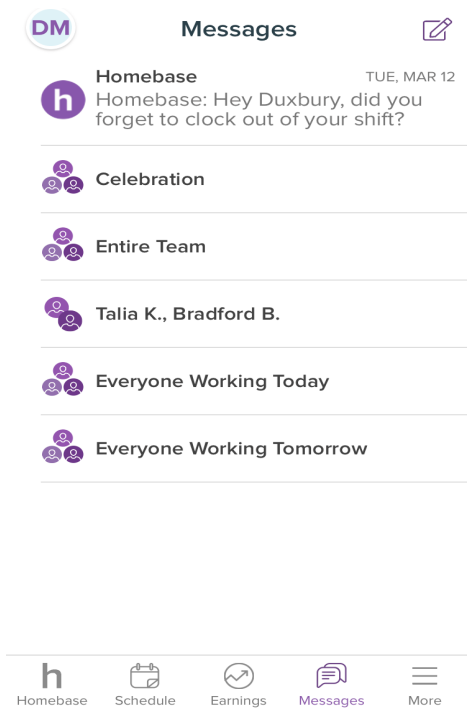 DM
Messages
Homebase
TUE, MAR 12
h
Homebase: Hey Duxbury, did you
forget to clock out of your shift?
Celebration
Entire Team
Talia K., Bradford B.
Everyone Working Today
Everyone Working Tomorrow
h
Homebase
Schedule
Earnings
Messages
More